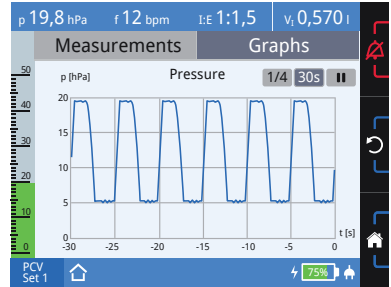 p 19,8 hPa f 12 bpm I:E 1:1,5 VI 0,570 l
Measurements Graphs
p [hPa] Pressure 1/4 30s
50
40
30
20
10
0
20
15
10
5
0
t [s]
-30 -25 -20 -15 -10 -5 0
PCV
Set 1
75%